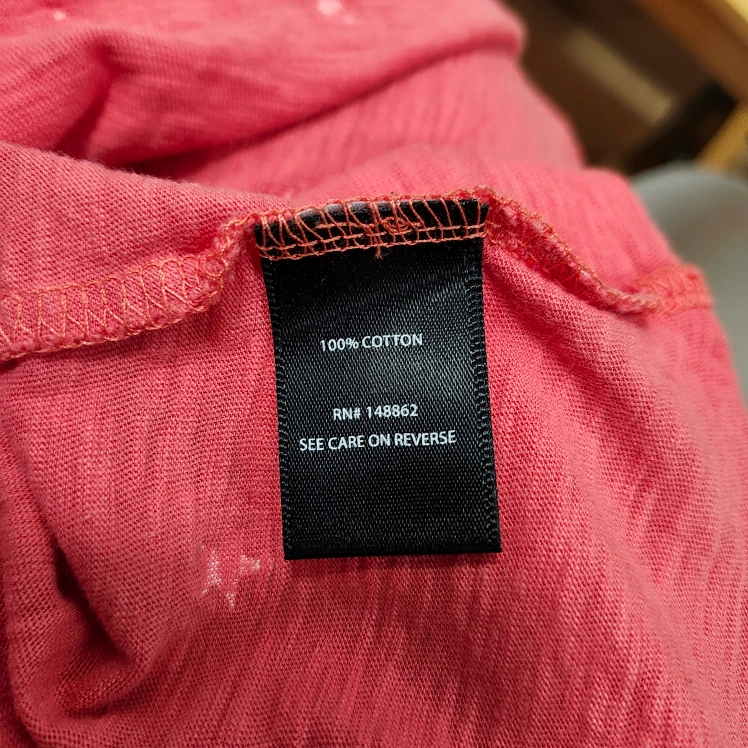 100% COTTON
RN# 148862
SEE CARE ON REVERSE